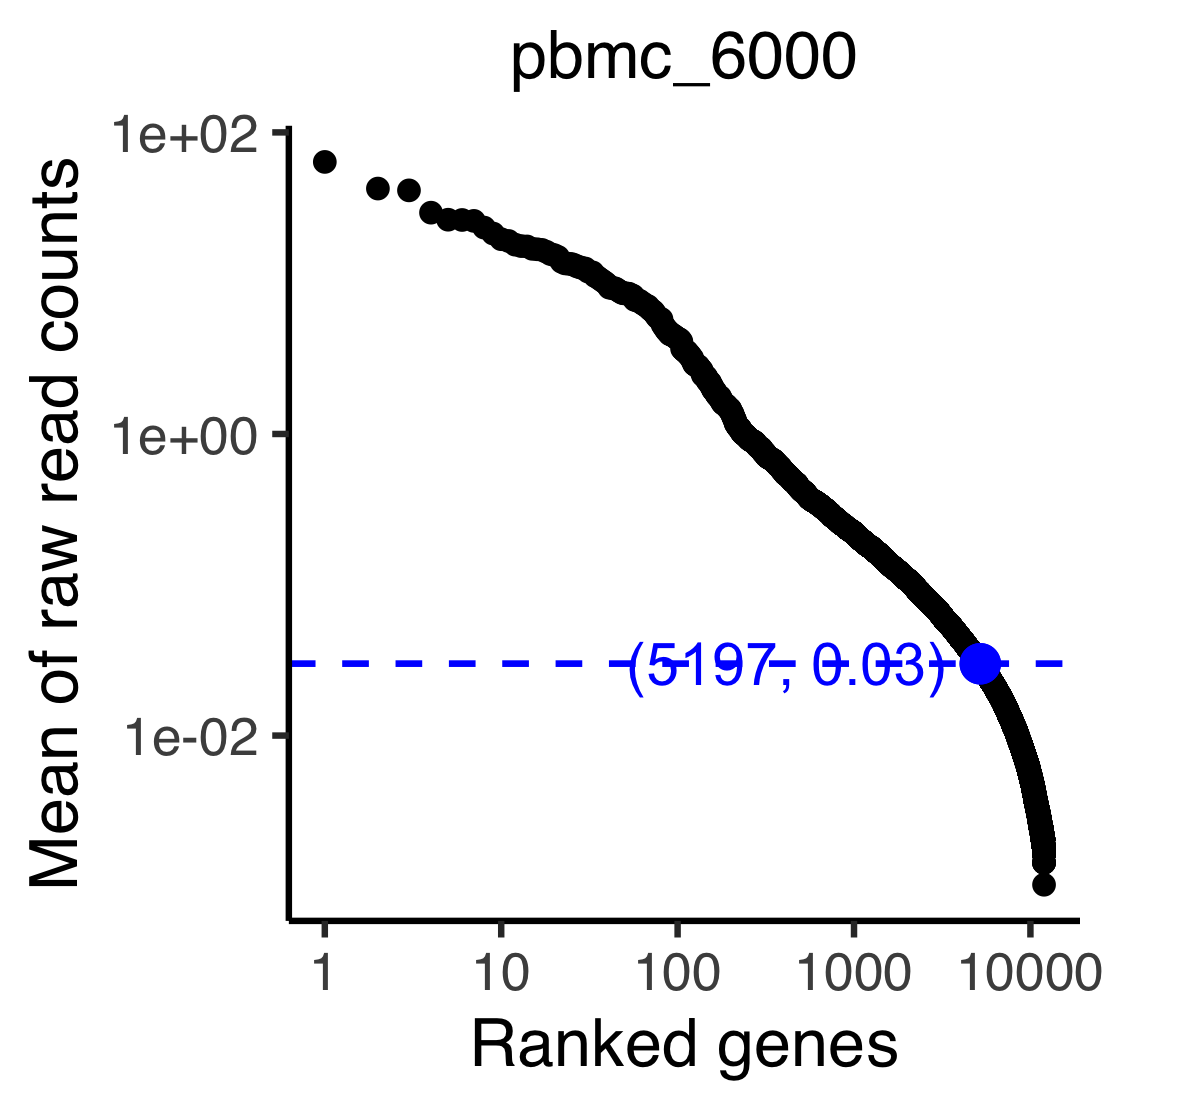 pbmc_6000
Mean of raw read counts
1e+02
1e+00
1e-02
(5197, 0.03)
1
10
100
1000
10000
Ranked genes